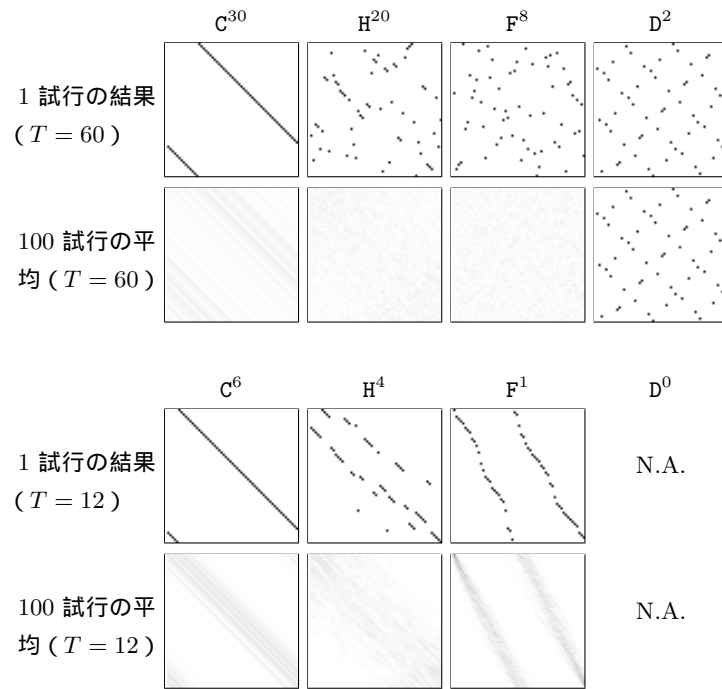 C^30 H^20 F^8 D^2
1 試行の結果
( T = 60 )
100 試行の平
均 ( T = 60 )
C^6 H^4 F^1 D^0
1 試行の結果
( T = 12 )
N.A.
100 試行の平
均 ( T = 12 )
N.A.